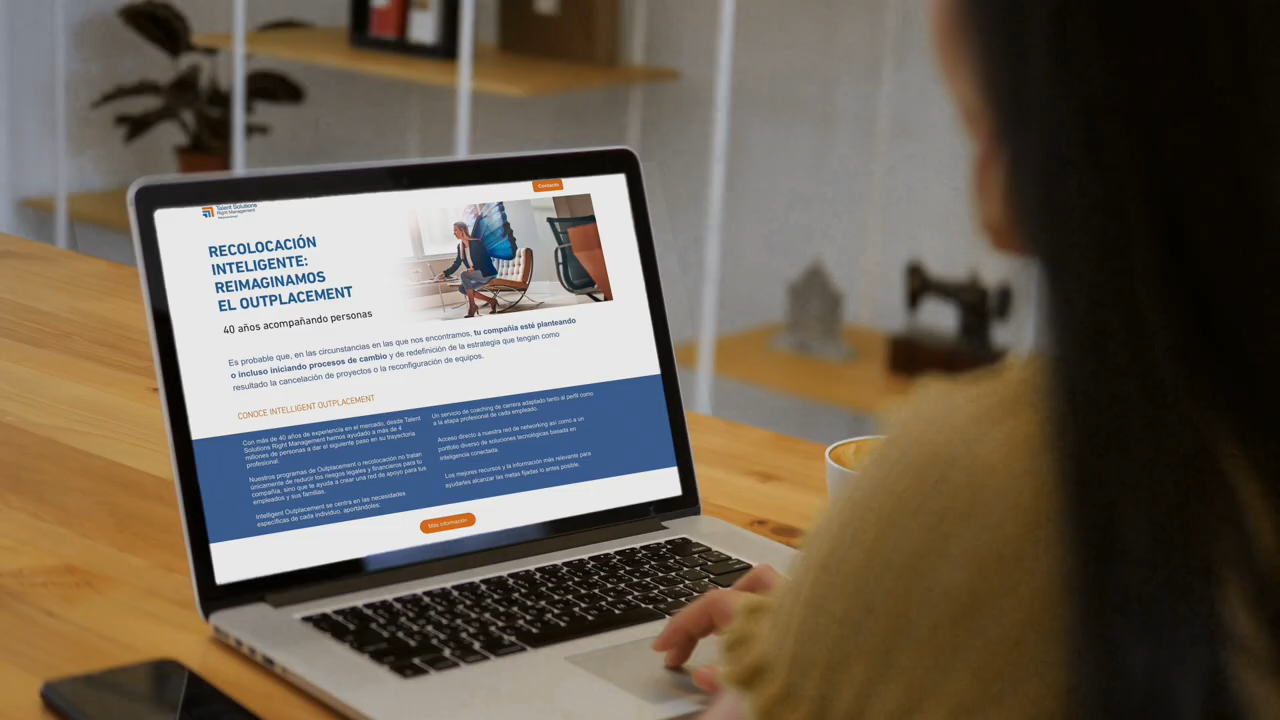 Talent Solutions
Right Management
Contacto
RECOLOCACIÓN
INTELIGENTE:
REIMAGINAMOS
EL OUTPLACEMENT
40 años acompañando personas
Es probable que, en las circunstancias en las que nos encontramos, tu compañía esté planteando
o incluso iniciando procesos de cambio y de redefinición de la estrategia que tengan como
resultado la cancelación de proyectos o la reconfiguración de equipos.
CONOCE INTELLIGENT OUTPLACEMENT
Con más de 40 años de experiencia en el mercado, desde Talent
Solutions Right Management hemos ayudado a más de 4
millones de personas a dar el siguiente paso en su trayectoria
profesional.
Nuestros programas de Outplacement o recolocación no tratan
únicamente de reducir los riesgos legales y financieros para tu
compañía, sino que te ayuda a crear una red de apoyo para tus
empleados y sus familias.
Intelligent Outplacement se centra en las necesidades
específicas de cada individuo, aportándoles:
Un servicio de coaching de carrera adaptado tanto al perfil como
a la etapa profesional de cada empleado.
Acceso directo a nuestra red de networking así como a un
portfolio diverso de soluciones tecnológicas basada en
inteligencia conectada.
Los mejores recursos y la información más relevante para
ayudarles alcanzar las metas fijadas lo antes posible.
Más información